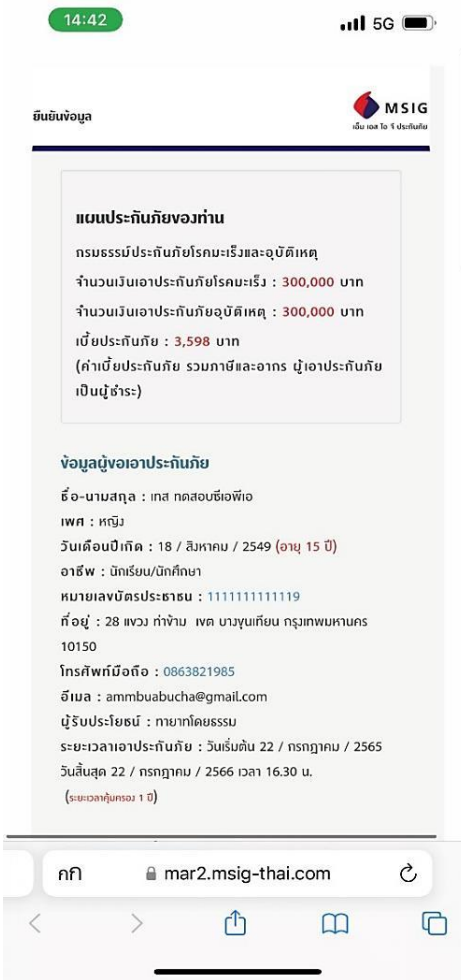 14:42
5G
ยืนยันข้อมูล
MSIG
เอ็ม เอส ไอ จี ประกันภัย
แผนประกันภัยของท่าน
กรมธรรม์ประกันภัยโรคมะเร็งและอุบัติเหตุ
จำนวนเงินเอาประกันภัยโรคมะเร็ง : 300,000 บาท
จำนวนเงินเอาประกันภัยอุบัติเหตุ : 300,000 บาท
เบี้ยประกันภัย : 3,598 บาท
(ค่าเบี้ยประกันภัย รวมภาษีและอากร ผู้เอาประกันภัย
เป็นผู้ชำระ)
ข้อมูลผู้ขอเอาประกันภัย
ชื่อ-นามสกุล : เทส ทดสอบซีเอพีเอ
เพศ : หญิง
วันเดือนปีเกิด : 18 / สิงหาคม / 2549 (อายุ 15 ปี)
อาชีพ : นักเรียน/นักศึกษา
หมายเลขบัตรประชาชน : 1111111111119
ที่อยู่ : 28 แขวง ท่าข้าม เขต บางขุนเทียน กรุงเทพมหานคร
10150
โทรศัพท์มือถือ : 0863821985
อีเมล : ammbuabucha@gmail.com
ผู้รับประโยชน์ : ทายาทโดยธรรม
ระยะเวลาเอาประกันภัย : วันเริ่มต้น 22 / กรกฎาคม / 2565
วันสิ้นสุด 22 / กรกฎาคม / 2566 เวลา 16.30 น.
(ระยะเวลาคุ้มครอง 1 ปี)
กก mar2.msig-thai.com